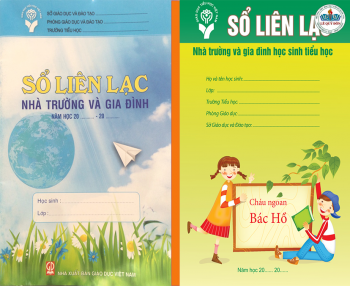 SỞ GIÁO DỤC VÀ ĐÀO TẠO
PHÒNG GIÁO DỤC VÀ ĐÀO TẠO
TRƯỜNG TIỂU HỌC
SỔ LIÊN LẠC
NHÀ TRƯỜNG VÀ GIA ĐÌNH
NĂM HỌC 20........ - 20........
Học sinh:
Lớp:
NHÀ XUẤT BẢN GIÁO DỤC VIỆT NAM
SỔ LIÊN LẠ
Nhà trường và gia đình học sinh tiểu học
Họ và tên học sinh:
Lớp:
Trường Tiểu học:
Phòng Giáo dục:
Sở Giáo dục và Đào tạo:
Cháu ngoan
Bác Hồ
Năm học: 20...... 20......